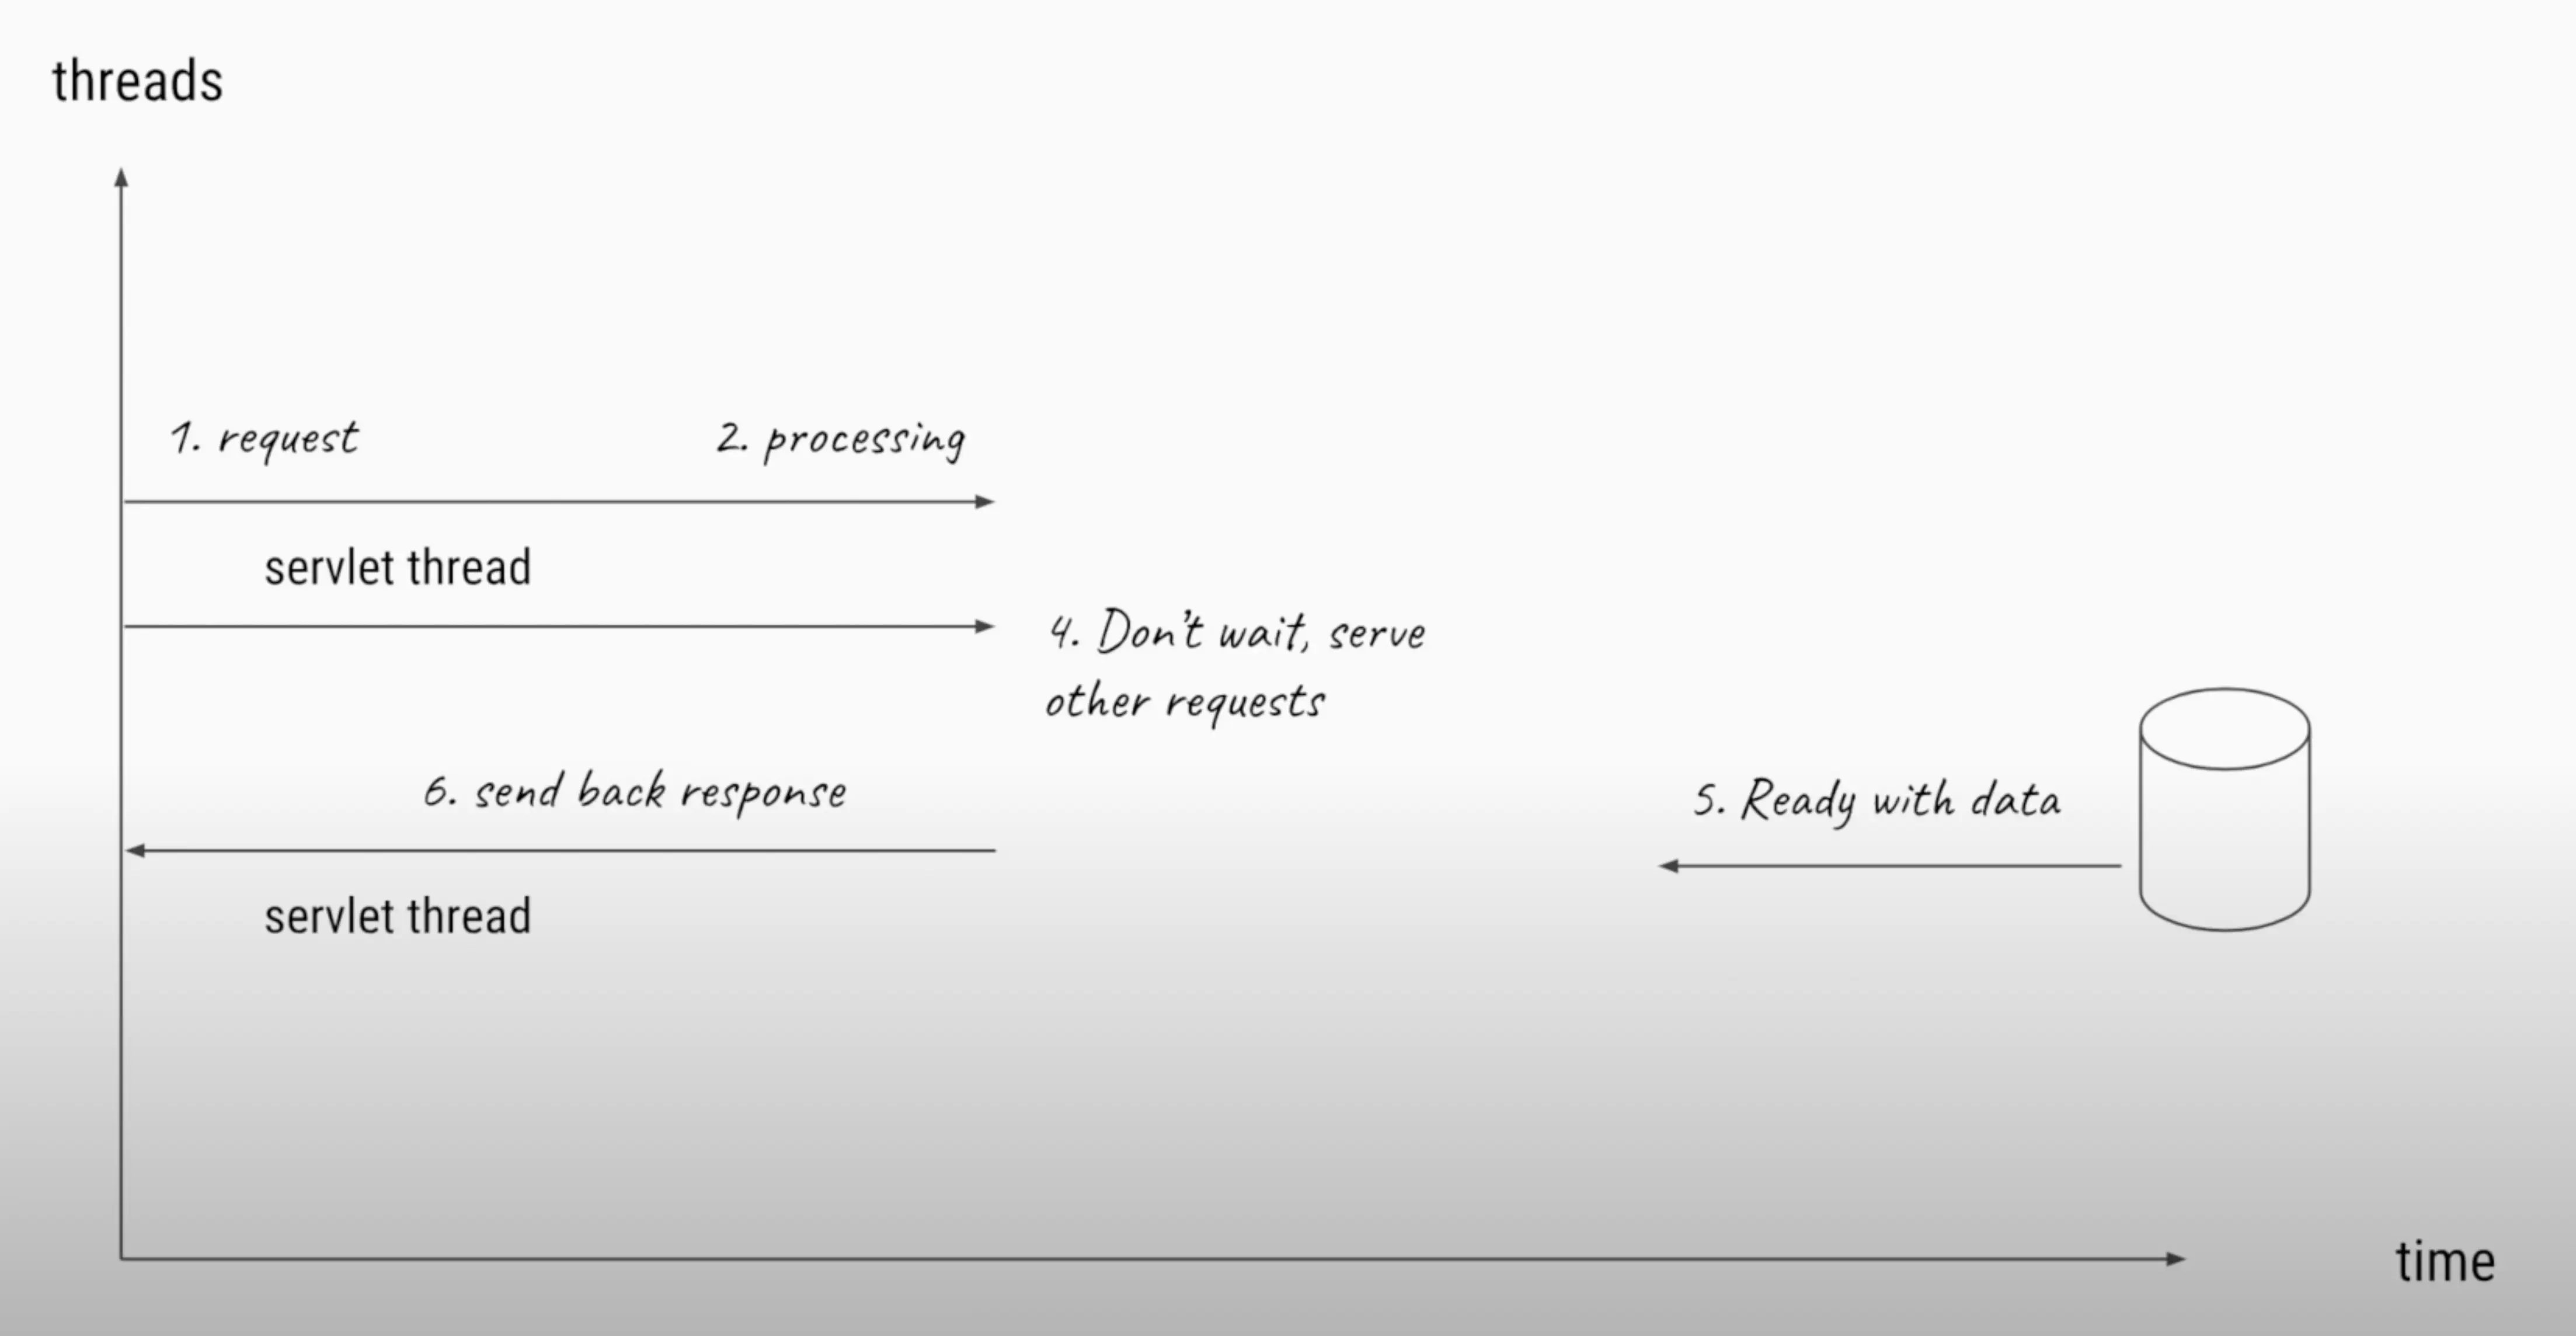 threads
1. request
2. processing
servlet thread
4. Don't wait, serve
other requests
5. Ready with data
6. send back response
servlet thread
time